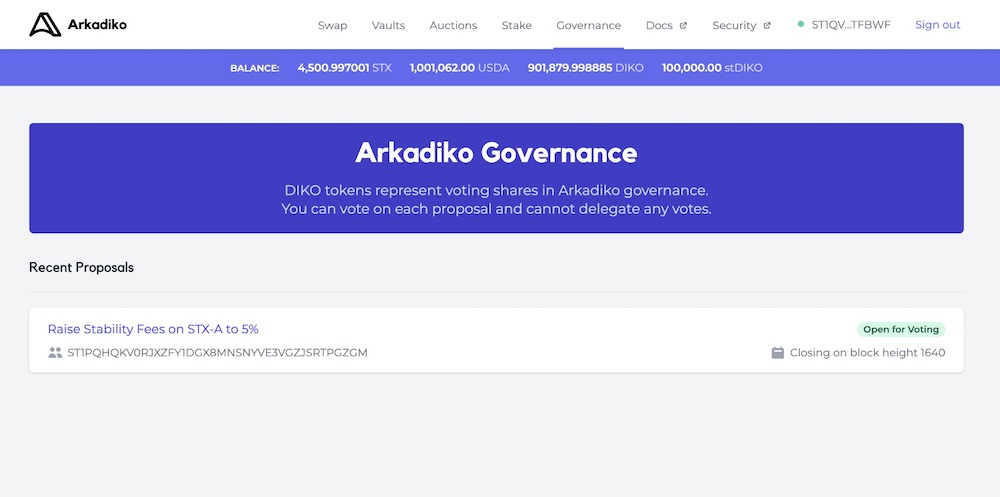 Arkadiko
Swap Vaults Auctions Stake Governance Docs Security ST1QV...TFBWF Sign out
BALANCE: 4,500.997001 STX 1,001,062.00 USDA 901,879.998885 DIKO 100,000.00 stDIKO
Arkadiko Governance
DIKO tokens represent voting shares in Arkadiko governance.
You can vote on each proposal and cannot delegate any votes.
Recent Proposals
Raise Stability Fees on STX-A to 5% Open for Voting
ST1PQHQKV0RJXZFY1DGX8MNSNYVE3VGZJSRTPGZGM Closing on block height 1640